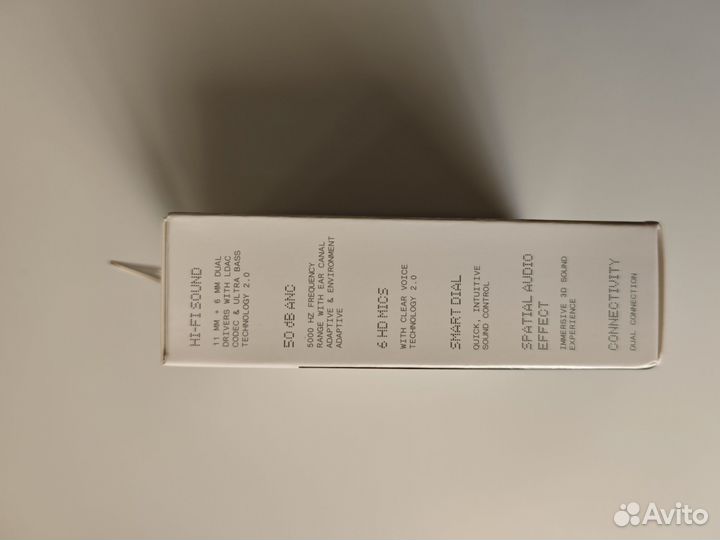 HI-FI SOUND
11 MM + 6 MM DUAL
DRIVERS WITH LDAC
CODEC & ULTRA BASS
TECHNOLOGY 2.0
50 dB ANC
5000 HZ FREQUENCY
RANGE WITH EAR CANAL
ADAPTIVE & ENVIRONMENT
ADAPTIVE
6 HD MICS
WITH CLEAR VOICE
TECHNOLOGY 2.0
SMART DIAL
QUICK, INTUITIVE
SOUND CONTROL
SPATIAL AUDIO
EFFECT
IMMERSIVE 3D SOUND
EXPERIENCE
CONNECTIVITY
DUAL CONNECTION
Avito